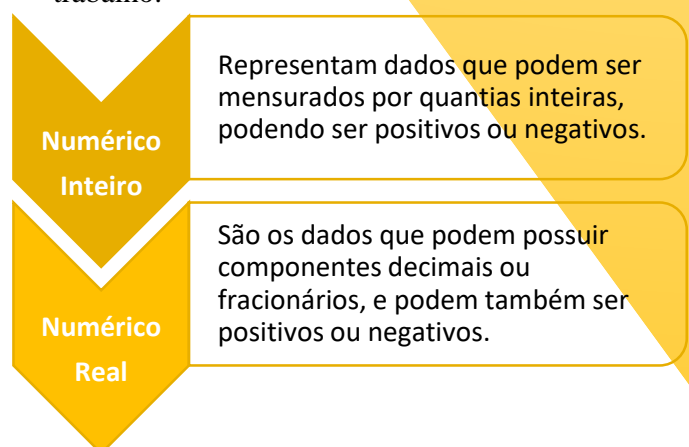 trabalho:
Numérico
Inteiro
Representam dados que podem ser
mensurados por quantias inteiras,
podendo ser positivos ou negativos.
Numérico
Real
São os dados que podem possuir
componentes decimais ou
fracionários, e podem também ser
positivos ou negativos.